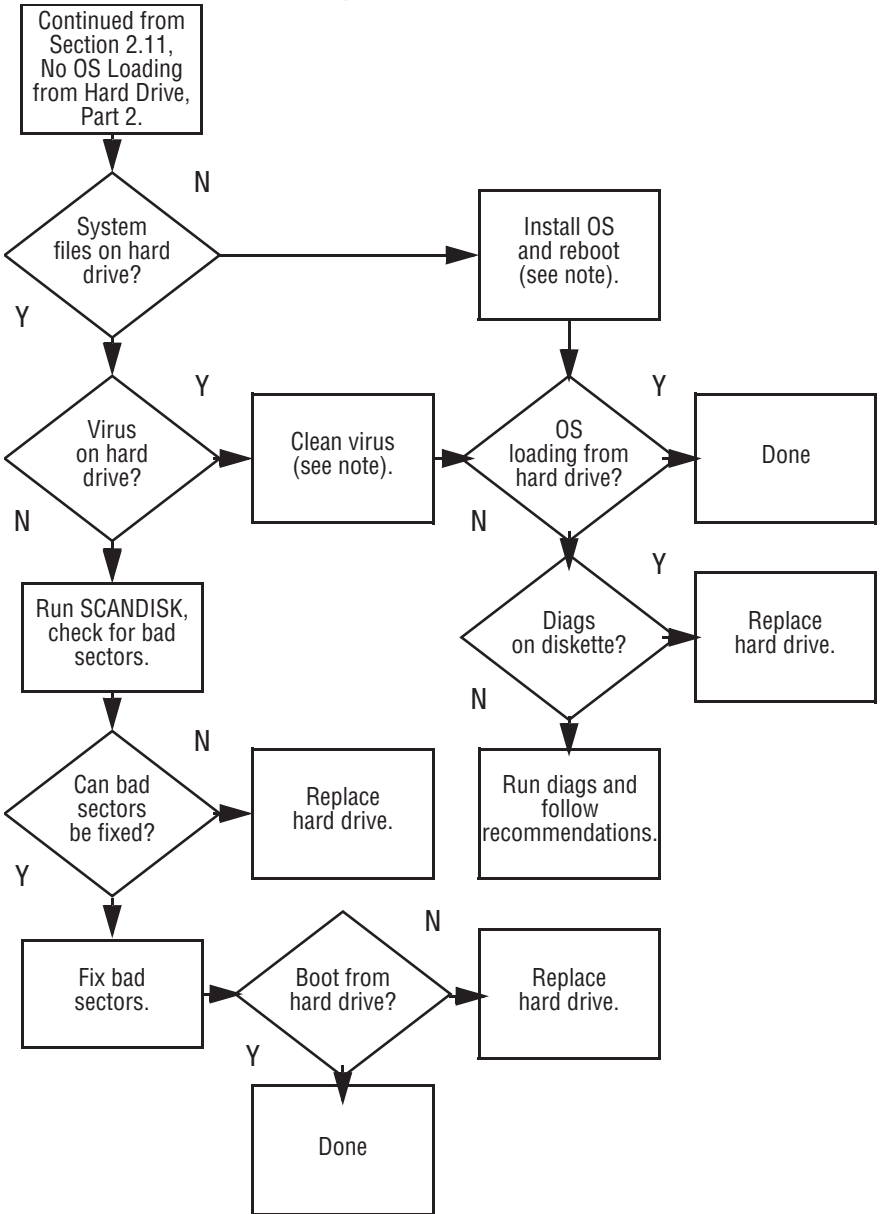 Continued from
Section 2.11,
No OS Loading
from Hard Drive,
Part 2.
N
System
files on hard
drive?
Install OS
and reboot
(see note).
Y
Y
Y
Virus
on hard
drive?
Clean virus
(see note).
OS
loading from
hard drive?
Done
N
N
Y
Run SCANDISK,
check for bad
sectors.
Diags
on diskette?
Replace
hard drive.
N
N
Can bad
sectors
be fixed?
Replace
hard drive.
Run diags and
follow
recommendations.
Y
N
Fix bad
sectors.
Boot from
hard drive?
Replace
hard drive.
Y
Done